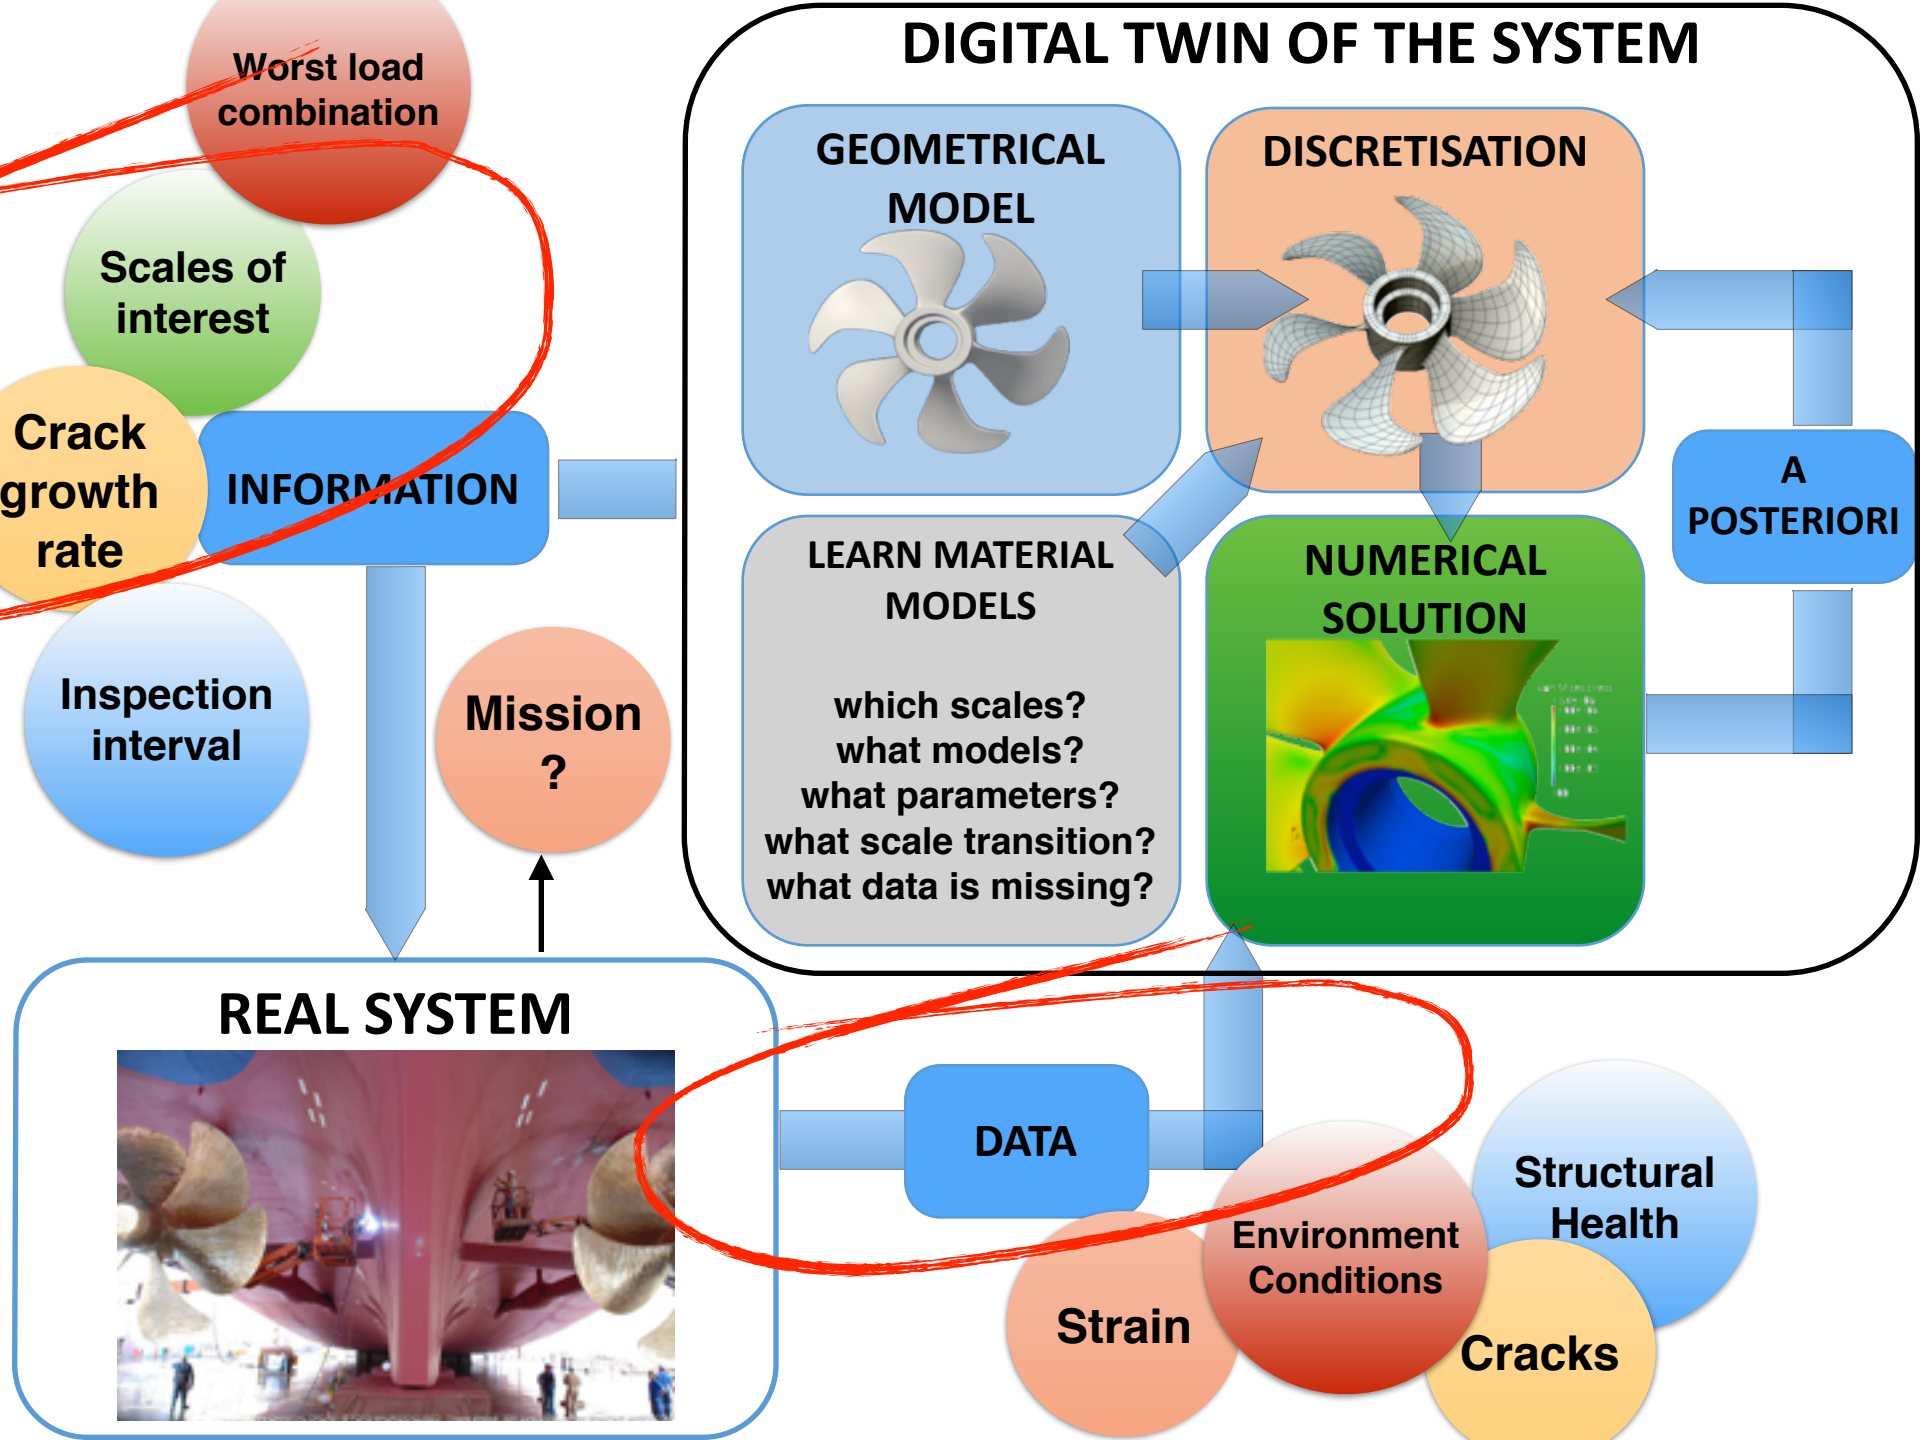 Worst load
combination
Scales of
interest
Crack
growth
rate
INFORMATION
Inspection
interval
Mission
?
DIGITAL TWIN OF THE SYSTEM
GEOMETRICAL
MODEL
DISCRETISATION
LEARN MATERIAL
MODELS
which scales?
what models?
what parameters?
what scale transition?
what data is missing?
NUMERICAL
SOLUTION
A
POSTERIORI
REAL SYSTEM
DATA
Strain
Environment
Conditions
Structural
Health
Cracks